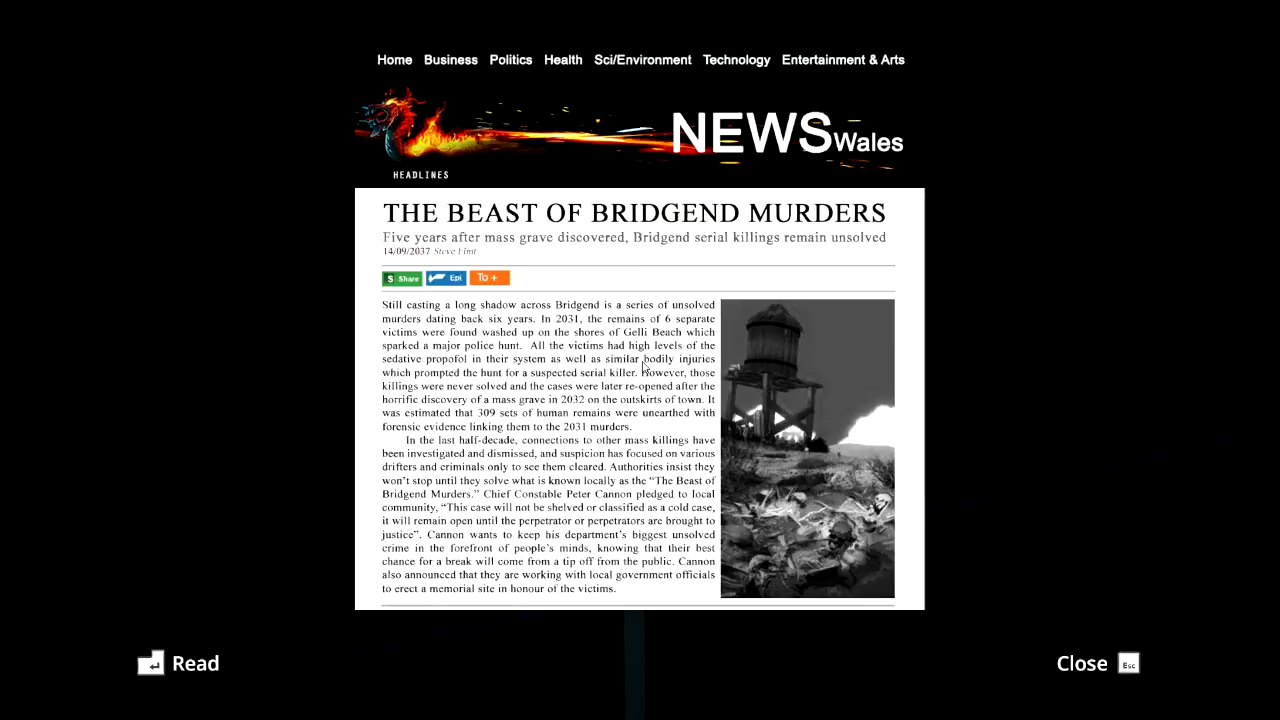 Home Business Politics Health Sci/Environment Technology Entertainment & Arts
NEWS Wales
HEADLINES
THE BEAST OF BRIDGEND MURDERS
Five years after mass grave discovered, Bridgend serial killings remain unsolved
14/09/2037 Steve Flint
S Share Epi To +
Still casting a long shadow across Bridgend is a series of unsolved
murders dating back six years. In 2031, the remains of 6 separate
victims were found washed up on the shores of Gelli Beach which
sparked a major police hunt. All the victims had high levels of the
sedative propofol in their system as well as similar bodily injuries
which prompted the hunt for a suspected serial killer. However, those
killings were never solved and the cases were later re-opened after the
horrific discovery of a mass grave in 2032 on the outskirts of town. It
was estimated that 309 sets of human remains were unearthed with
forensic evidence linking them to the 2031 murders.
In the last half-decade, connections to other mass killings have
been investigated and dismissed, and suspicion has focused on various
drifters and criminals only to see them cleared. Authorities insist they
won't stop until they solve what is known locally as the "The Beast of
Bridgend Murders." Chief Constable Peter Cannon pledged to local
community, "This case will not be shelved or classified as a cold case,
it will remain open until the perpetrator or perpetrators are brought to
justice". Cannon wants to keep his department's biggest unsolved
crime in the forefront of people's minds, knowing that their best
chance for a break will come from a tip off from the public. Cannon
also announced that they are working with local government officials
to erect a memorial site in honour of the victims.
Read
Close Esc